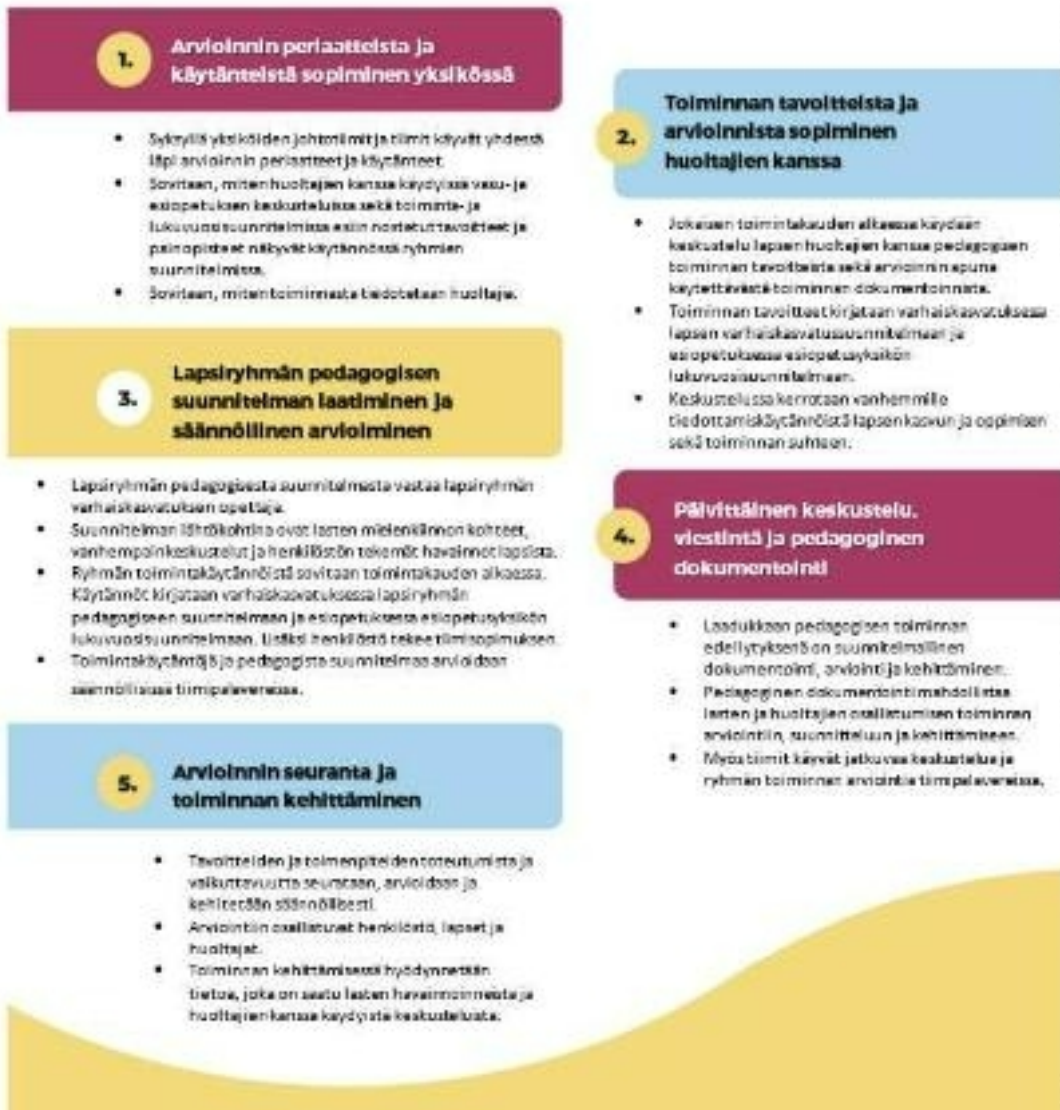 1.
Arvioinnin periaatteista ja
käytänteistä sopiminen yksikössä
• Syksyllä yksiköiden johtotiimit ja tiimit käyvät yhdessä
läpi arvioinnin periaatteet ja käytänteet.
• Sovitaan, miten huoltajien kanssa käydyissä vasu- ja
esiopetuksen keskusteluissa sekä toiminta- ja
lukuvuosisuunnitelmissa esiin nostetut tavoitteet ja
painopisteet näkyvät käytännössä ryhmien
suunnitelmissa.
• Sovitaan, miten toiminnasta tiedotetaan huoltajia.
2.
Toiminnan tavoitteista ja
arvioinnista sopiminen
huoltajien kanssa
• Jokaisen toimintakauden alkaessa käydään
keskustelu lapsen huoltajien kanssa pedagogisen
toiminnan tavoitteista sekä arvioinnin apuna
käytettävästä toiminnan dokumentoinnista.
• Toiminnan tavoitteet kirjataan varhaiskasvatuksessa
lapsen varhaiskasvatussuunnitelmaan ja
esiopetuksessa esiopetusyksikön
lukuvuosisuunnitelmaan.
• Keskustelussa kerrotaan vanhemmille
tiedottamiskäytännöistä lapsen kasvun ja oppimisen
sekä toiminnan suhteen.
3.
Lapsiryhmän pedagogisen
suunnitelman laatiminen ja
säännöllinen arvioiminen
• Lapsiryhmän pedagogisesta suunnitelmasta vastaa lapsiryhmän
varhaiskasvatuksen opettaja.
• Suunnitelman lähtökohtina ovat lasten mielenkiinnon kohteet,
vanhempainkeskustelut ja henkilöstön tekemät havainnot lapsista.
• Ryhmän toimintakäytännöistä sovitaan toimintakauden alkaessa.
Käytännöt kirjataan varhaiskasvatuksessa lapsiryhmän
pedagogiseen suunnitelmaan ja esiopetuksessa esiopetusyksikön
lukuvuosisuunnitelmaan. Lisäksi henkilöstö tekee tiimisopimuksen.
• Toimintakäytäntöjä ja pedagogista suunnitelmaa arvioidaan
säännöllisissä tiimipalavereissa.
4.
Päivittäinen keskustelu,
viestintä ja pedagoginen
dokumentointi
• Laadukkaan pedagogisen toiminnan
edellytyksenä on suunnitelmallinen
dokumentointi, arviointi ja kehittäminen.
• Pedagoginen dokumentointi mahdollistaa
lasten ja huoltajien osallistumisen toiminnan
arviointiin, suunnitteluun ja kehittämiseen.
• Myös tiimit käyvät jatkuvaa keskustelua ja
ryhmän toiminnan arviointia tiimipalavereissa.
5.
Arvioinnin seuranta ja
toiminnan kehittäminen
• Tavoitteiden ja toimenpiteiden toteutumista ja
vaikuttavuutta seurataan, arvioidaan ja
kehitetään säännöllisesti.
• Arviointiin osallistuvat henkilöstö, lapset ja
huoltajat.
• Toiminnan kehittämisessä hyödynnetään
tietoa, joka on saatu lasten havainnoinneista ja
huoltajien kanssa käydyistä keskusteluista.